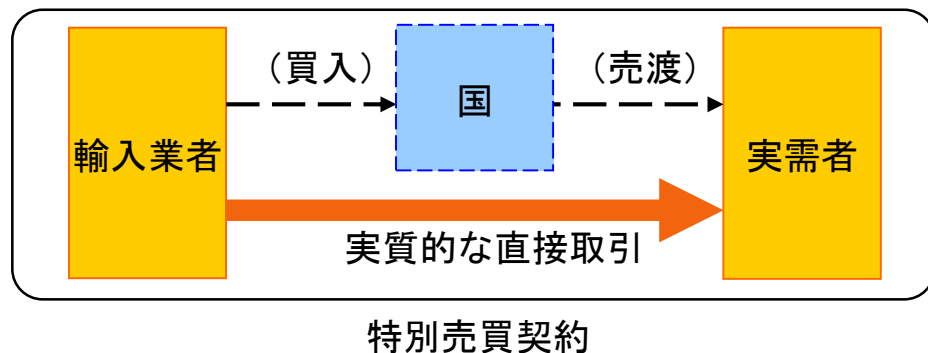 （買入）
（売渡）
国
輸入業者
実需者
実質的な直接取引
特別売買契約